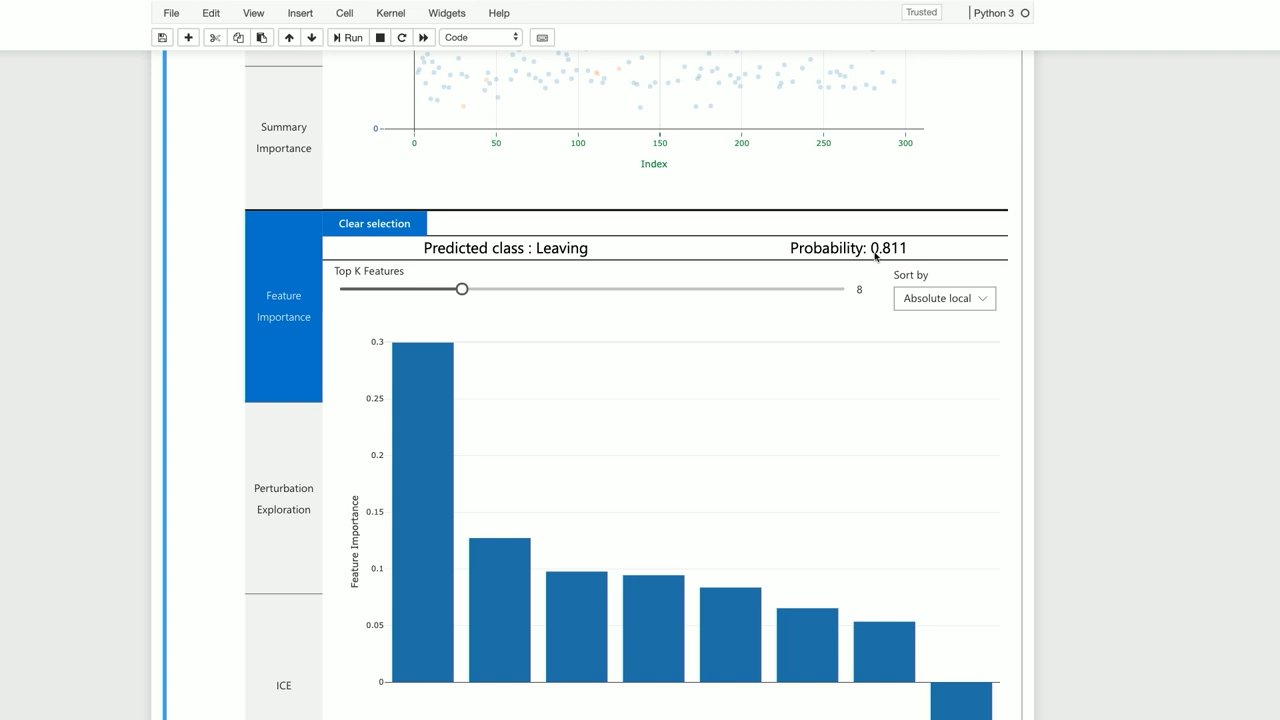 File Edit View Insert Cell Kernel Widgets Help Trusted Python 3
Run Code
0
0 50 100 150 200 250 300
Index
Summary
Importance
Clear selection
Predicted class : Leaving Probability: 0.811
Top K Features
8
Sort by
Absolute local
Feature
Importance
Perturbation
Exploration
ICE
0.3
0.25
0.2
0.15
0.1
0.05
0
Feature Importance